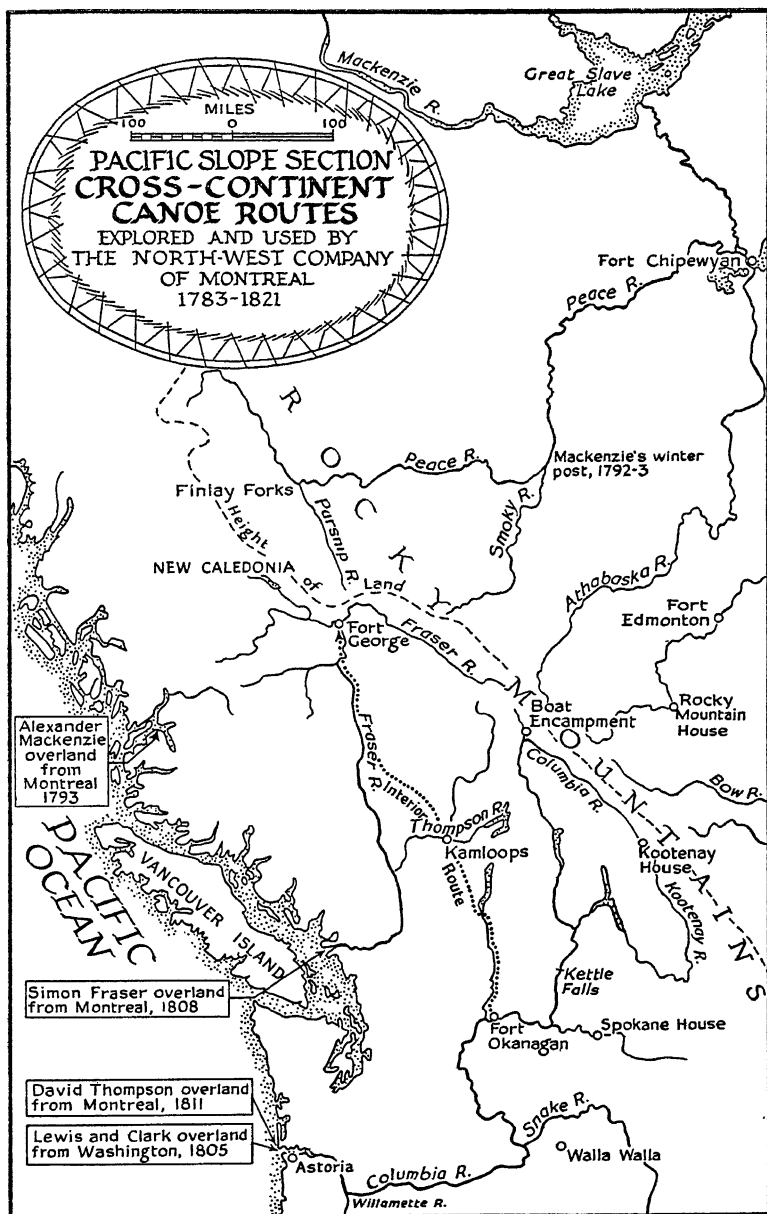 Mackenzie R.
Great Slave
Lake
MILES
100 0 100
PACIFIC SLOPE SECTION
CROSS-CONTINENT
CANOE ROUTES
EXPLORED AND USED BY
THE NORTH-WEST COMPANY
OF MONTREAL
1783-1821
Fort Chipewyan
Peace R.
ROCKY MOUNTAINS
Peace R.
Mackenzie's winter
post, 1792-3
Finlay Forks
Parsnip R.
Smoky R.
Height of Land
NEW CALEDONIA
Athabaska R.
Fort
Edmonton
Fort
George
Fraser R.
Boat
Encampment
Rocky
Mountain
House
Alexander
Mackenzie
overland
from
Montreal
1793
Fraser R.
Columbia R.
Bow R.
Interior
Route
Thompson R.
Kamloops
Kootenay
House
Kootenay R.
PACIFIC
OCEAN
VANCOUVER
ISLAND
Kettle
Falls
Simon Fraser overland
from Montreal, 1808
Fort
Okanagan
Spokane House
David Thompson overland
from Montreal, 1811
Lewis and Clark overland
from Washington, 1805
Snake R.
Walla Walla
Astoria
Columbia R.
Willamette R.